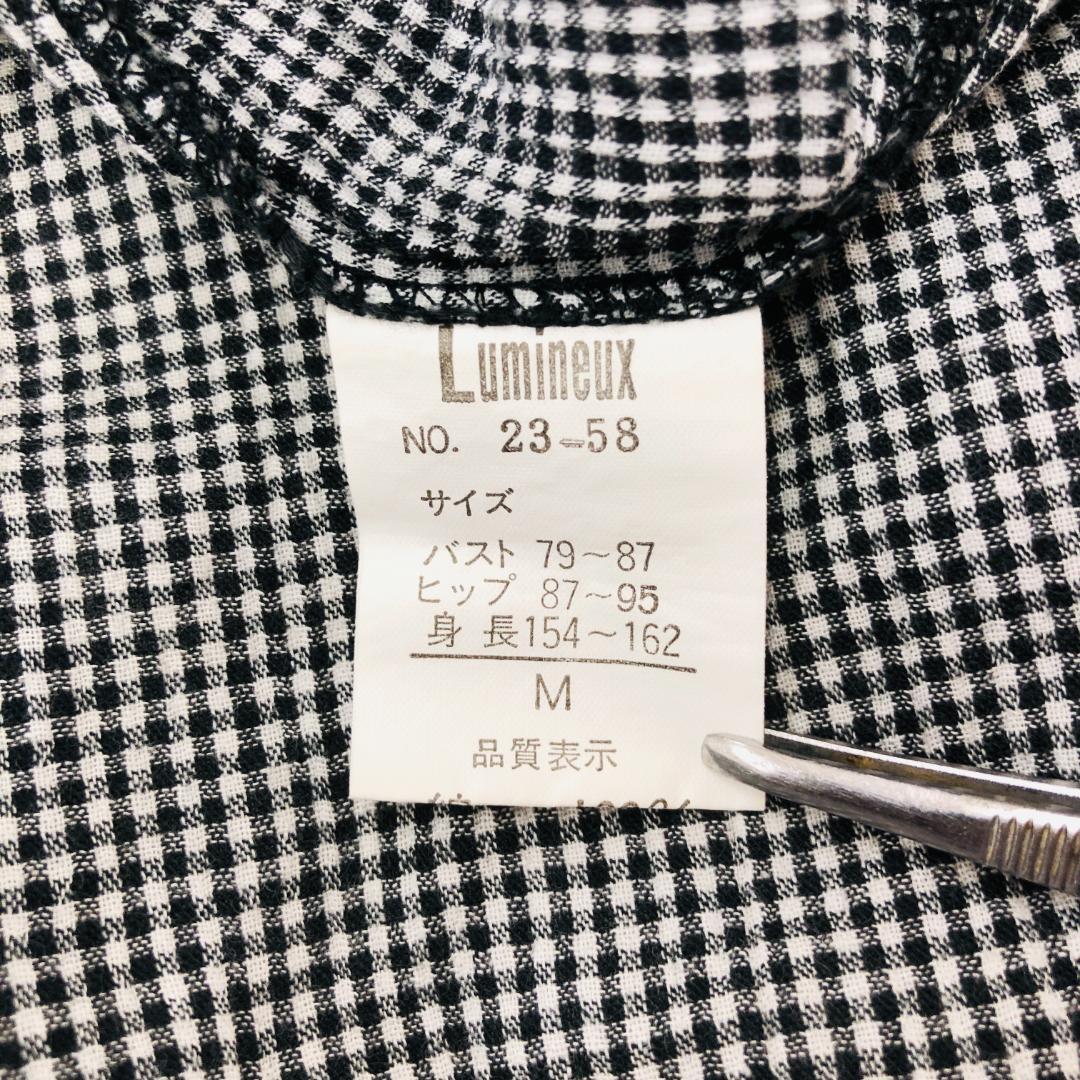 Lumineux
NO. 23-58
サイズ
バスト 79～87
ヒップ 87～95
身長154～162
M
品質表示